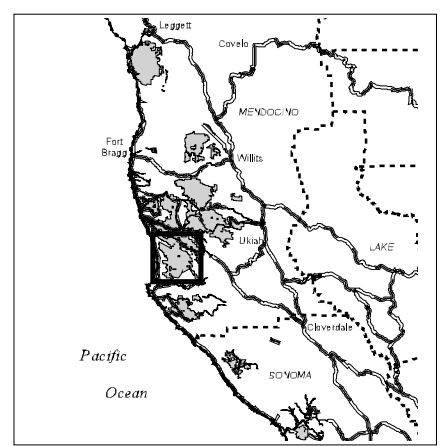 Leggett
Covelo
MENDOCINO
Fort
Bragg
Willits
Ukiah
LAKE
Cloverdale
Pacific
SONOMA
Ocean